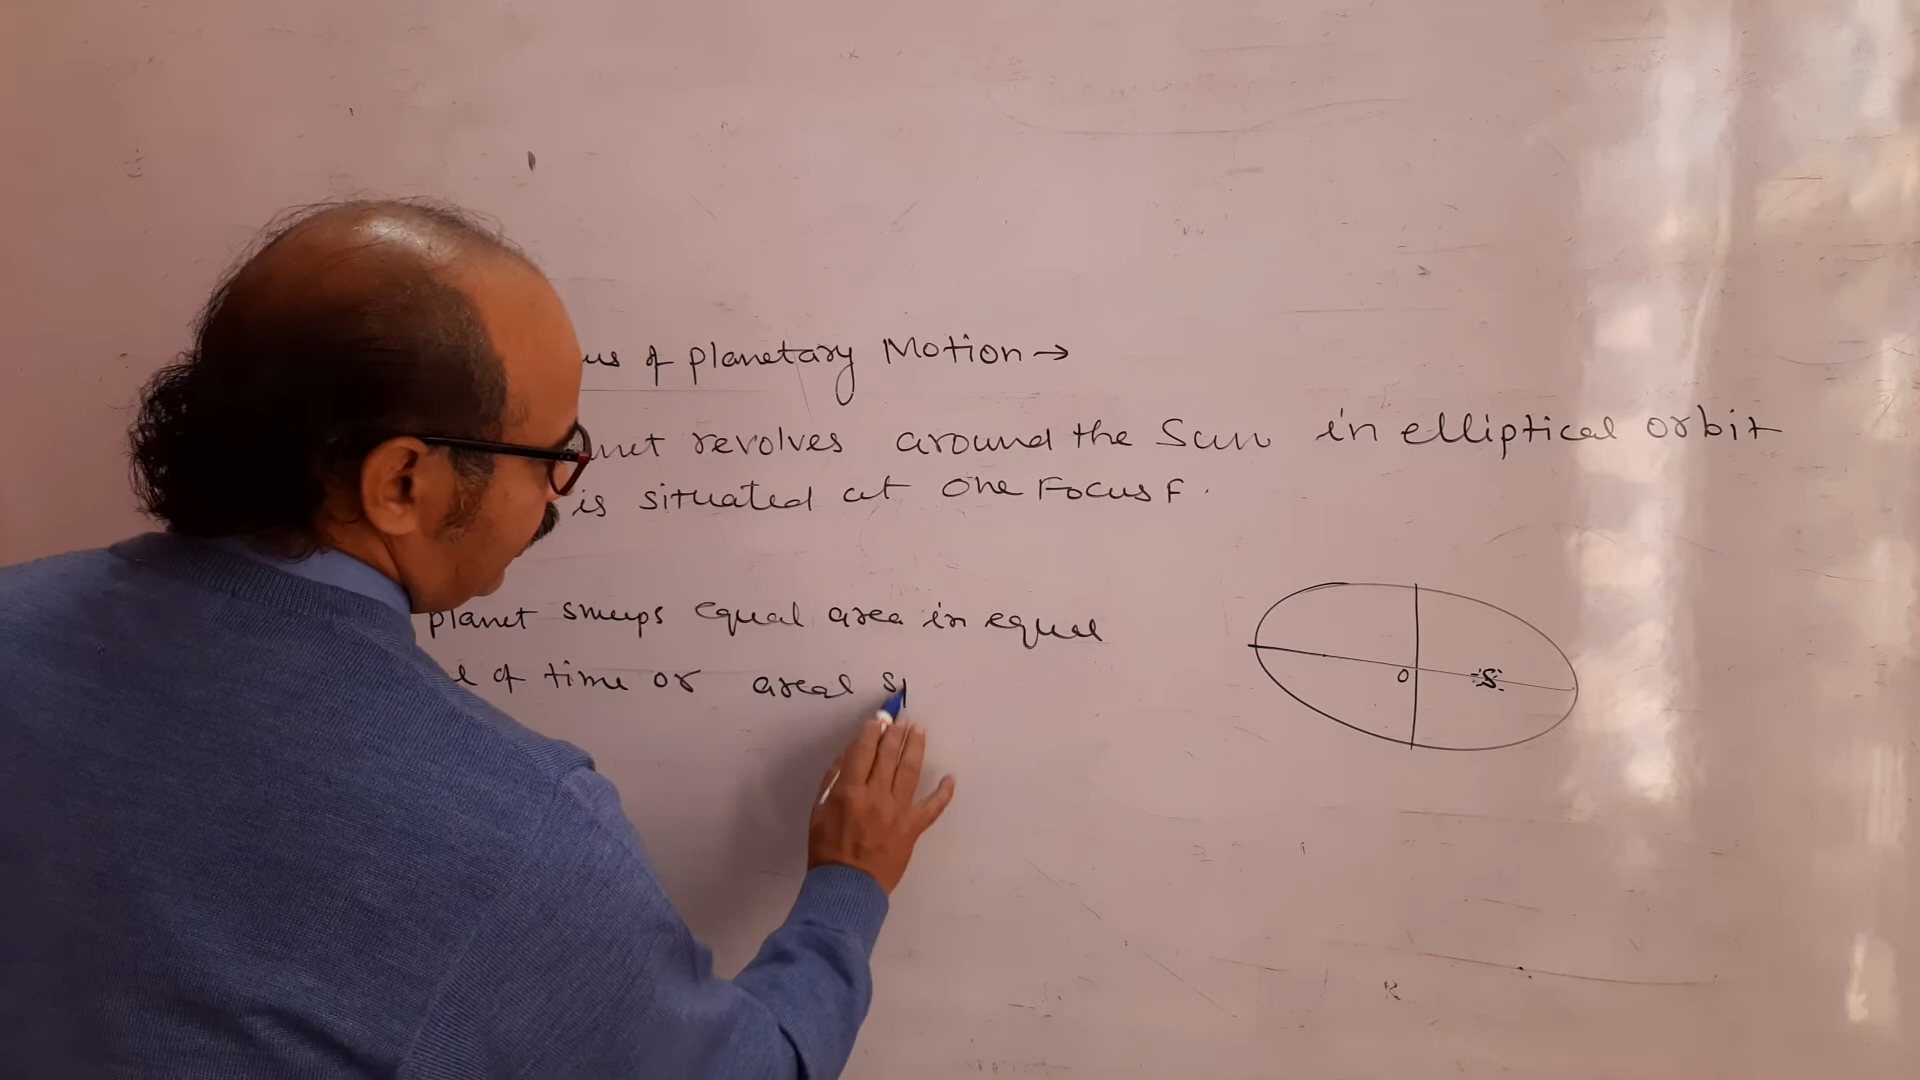 of planetary Motion →
revolves around the Sun in elliptical orbit
is situated at one Focus F.
planet sweeps equal area in equal
of time or areal
O
S